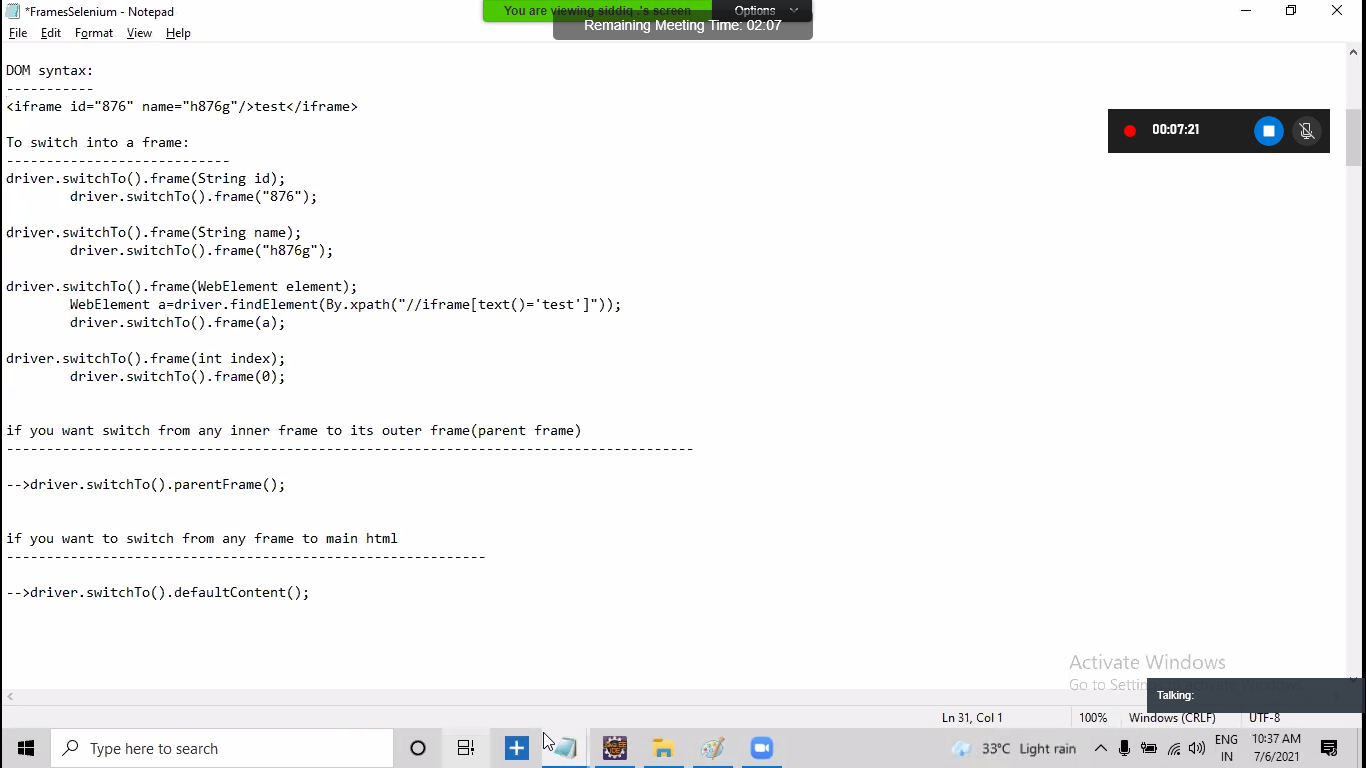 *FramesSelenium - Notepad
You are viewing siddiq .'s screen
Options
Remaining Meeting Time: 02:07
File Edit Format View Help
DOM syntax:
-----------
<iframe id="876" name="h876g"/>test</iframe>
00:07:21
To switch into a frame:
----------------------------
driver.switchTo().frame(String id);
driver.switchTo().frame("876");
driver.switchTo().frame(String name);
driver.switchTo().frame("h876g");
driver.switchTo().frame(WebElement element);
WebElement a=driver.findElement(By.xpath("//iframe[text()='test']"));
driver.switchTo().frame(a);
driver.switchTo().frame(int index);
driver.switchTo().frame(0);
if you want switch from any inner frame to its outer frame(parent frame)
--------------------------------------------------------------------------------------
-->driver.switchTo().parentFrame();
if you want to switch from any frame to main html
------------------------------------------------------------
-->driver.switchTo().defaultContent();
Activate Windows
Go to
Talking:
Ln 31, Col 1
100%
Windows (CRLF)
UTF-8
Type here to search
33°C Light rain
ENG
IN
10:37 AM
7/6/2021